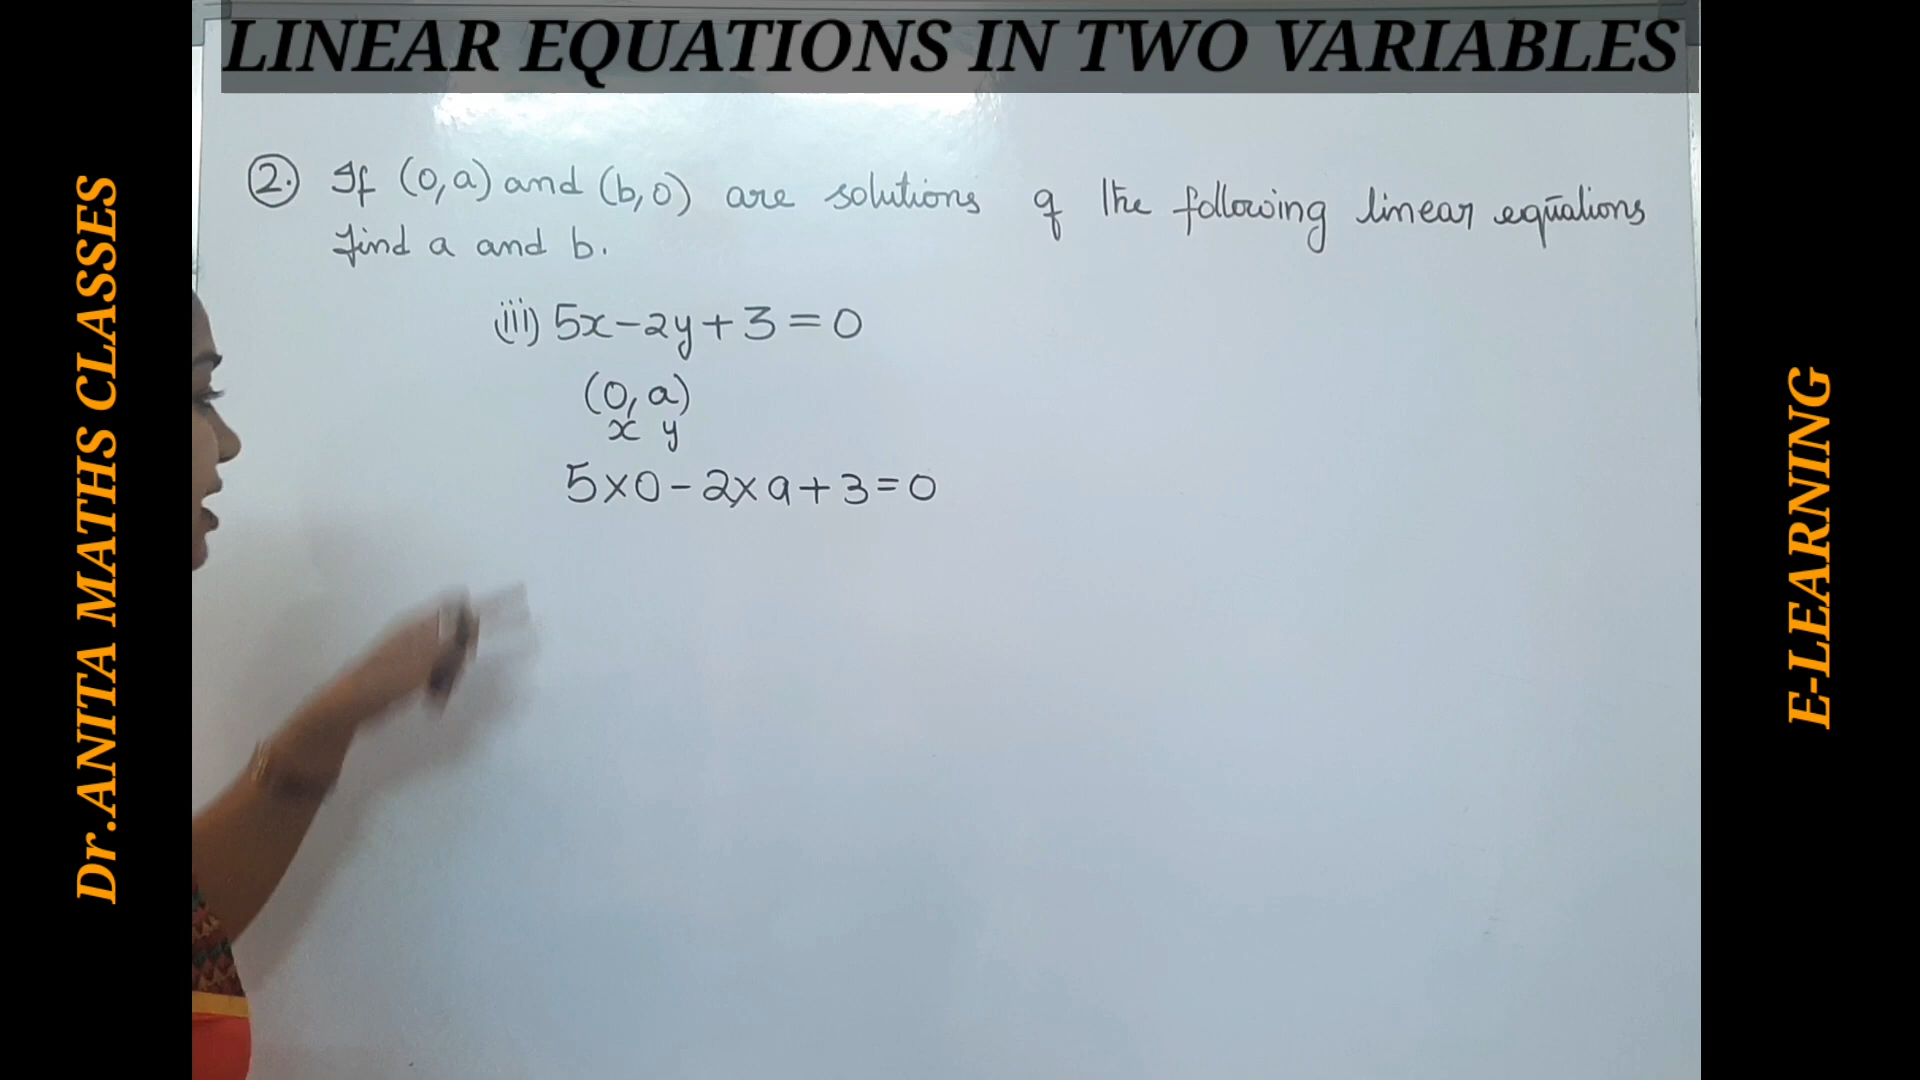 LINEAR EQUATIONS IN TWO VARIABLES
Dr.ANITA MATHS CLASSES
2. If (0,a) and (b,0) are solutions of the following linear equations
find a and b.
(iii) 5x-2y+3=0
(0,a)
x y
5×0-2×a+3=0
E-LEARNING